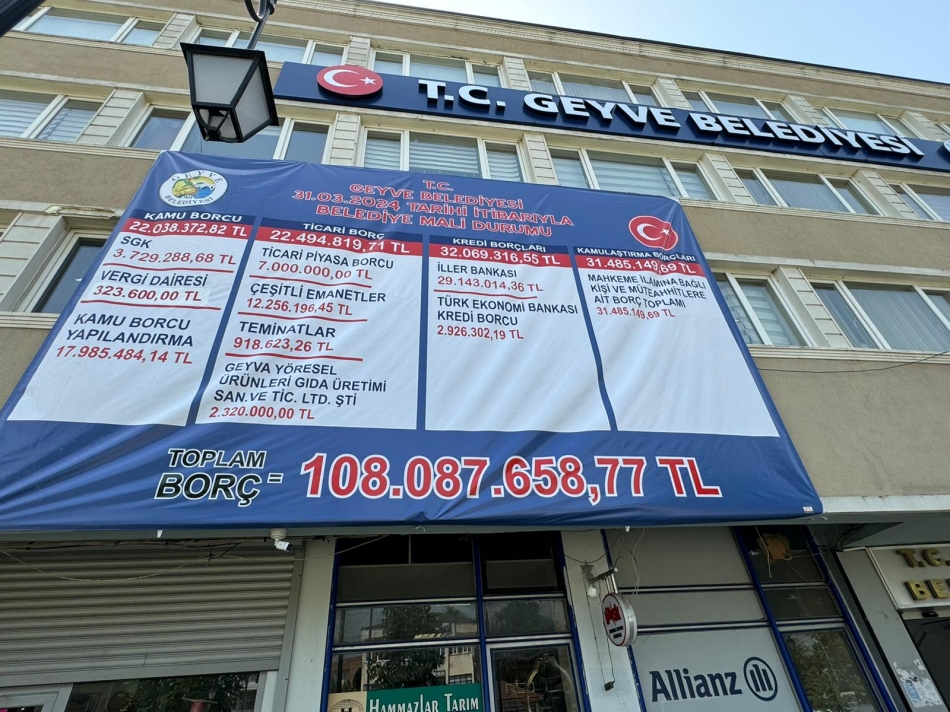 T.C. GEYVE BELEDİYESİ
GEYVE
BELEDİYESİ
T.C.
GEYVE BELEDİYESİ
31.03.2024 TARİHİ İTİBARIYLA
BELEDİYE MALİ DURUMU
KAMU BORCU
22.038.372,82 TL
SGK
3.729.288,68 TL
VERGİ DAİRESİ
323.600,00 TL
KAMU BORCU
YAPILANDIRMA
17.985.484,14 TL
TİCARİ BORÇ
22.494.819,71 TL
TİCARİ PİYASA BORCU
7.000.000,00 TL
ÇEŞİTLİ EMANETLER
12.256.196,45 TL
TEMİNATLAR
918.623,26 TL
GEYVA YÖRESEL
ÜRÜNLERİ GIDA ÜRETİMİ
SAN.VE TİC. LTD. ŞTİ
2.320.000,00 TL
KREDİ BORÇLARI
32.069.316,55 TL
İLLER BANKASI
29.143.014,36 TL
TÜRK EKONOMİ BANKASI
KREDİ BORCU
2.926.302,19 TL
KAMULAŞTIRMA BORÇLARI
31.485.149,69 TL
MAHKEME İLAMINA BAĞLI
KİŞİ VE MÜTEAHHİTLERE
AİT BORÇ TOPLAMI
31.485.149,69 TL
TOPLAM
BORÇ = 108.087.658,77 TL
HAMMAZLAR TARIM
Allianz
T.C.